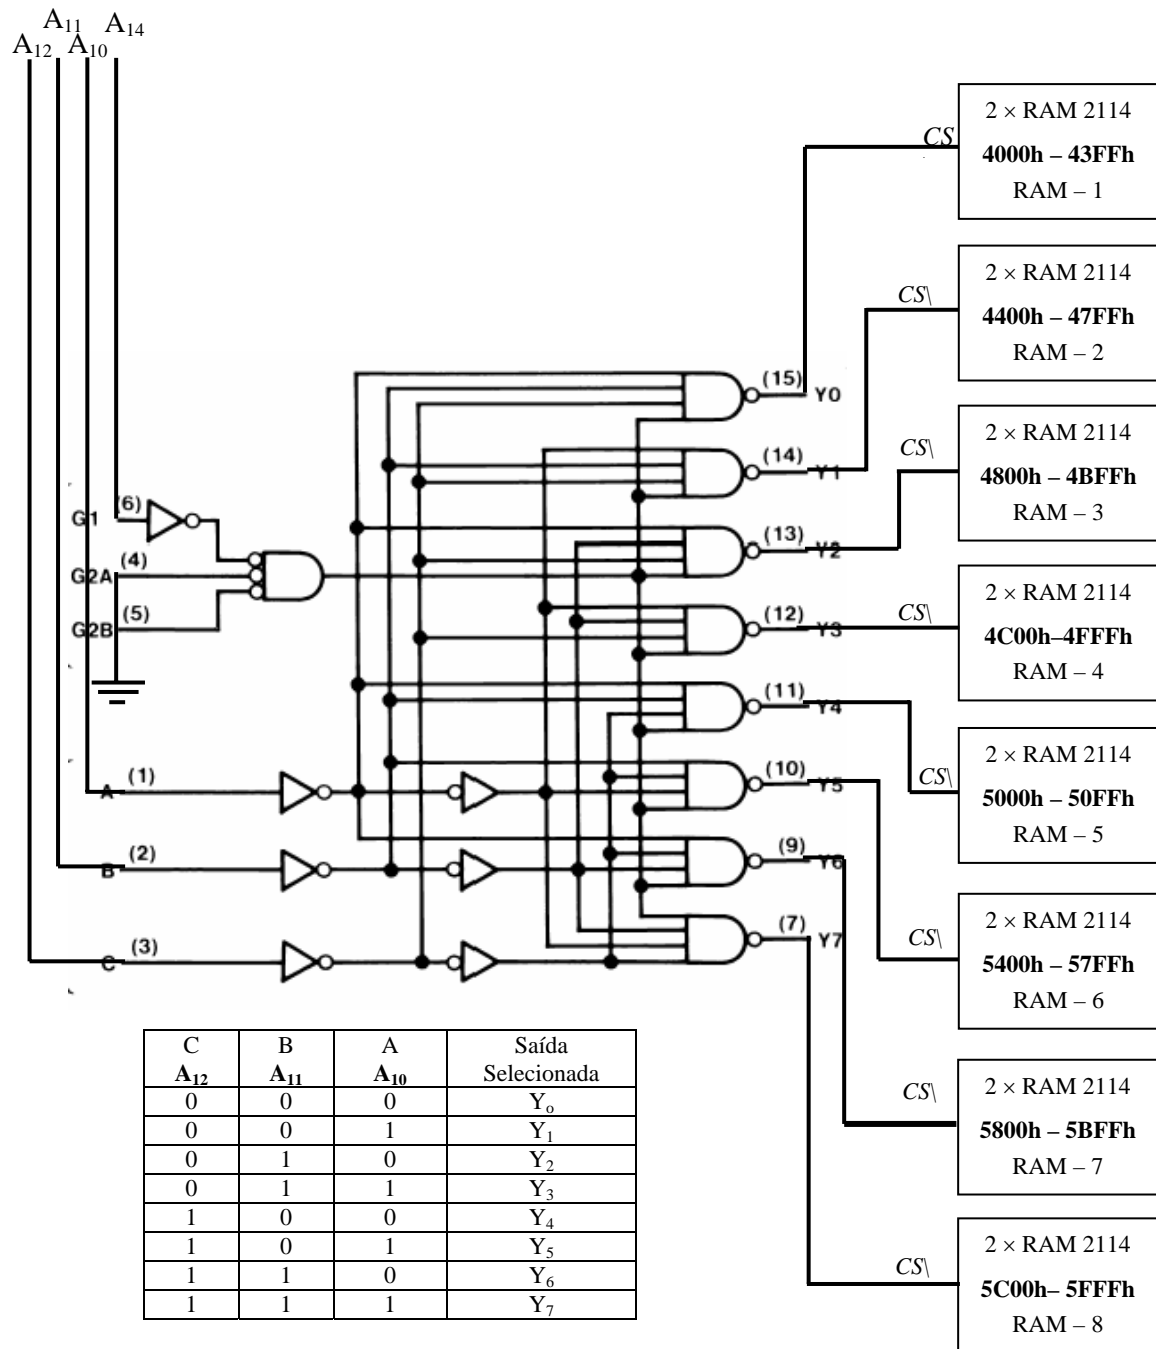 A11
A12 A10 A14
CS
2 × RAM 2114
4000h – 43FFh
RAM – 1
CS\
2 × RAM 2114
4400h – 47FFh
RAM – 2
CS\
2 × RAM 2114
4800h – 4BFFh
RAM – 3
CS\
2 × RAM 2114
4C00h–4FFFh
RAM – 4
CS\
2 × RAM 2114
5000h – 50FFh
RAM – 5
CS\
2 × RAM 2114
5400h – 57FFh
RAM – 6
CS\
2 × RAM 2114
5800h – 5BFFh
RAM – 7
CS\
2 × RAM 2114
5C00h– 5FFFh
RAM – 8
(15) Y0
(14) Y1
(13) Y2
(12) Y3
(11) Y4
(10) Y5
(9) Y6
(7) Y7
G1 (6)
G2A (4)
G2B (5)
A (1)
B (2)
C (3)
C B A Saída
A12 A11 A10 Selecionada
0 0 0 Yo
0 0 1 Y1
0 1 0 Y2
0 1 1 Y3
1 0 0 Y4
1 0 1 Y5
1 1 0 Y6
1 1 1 Y7